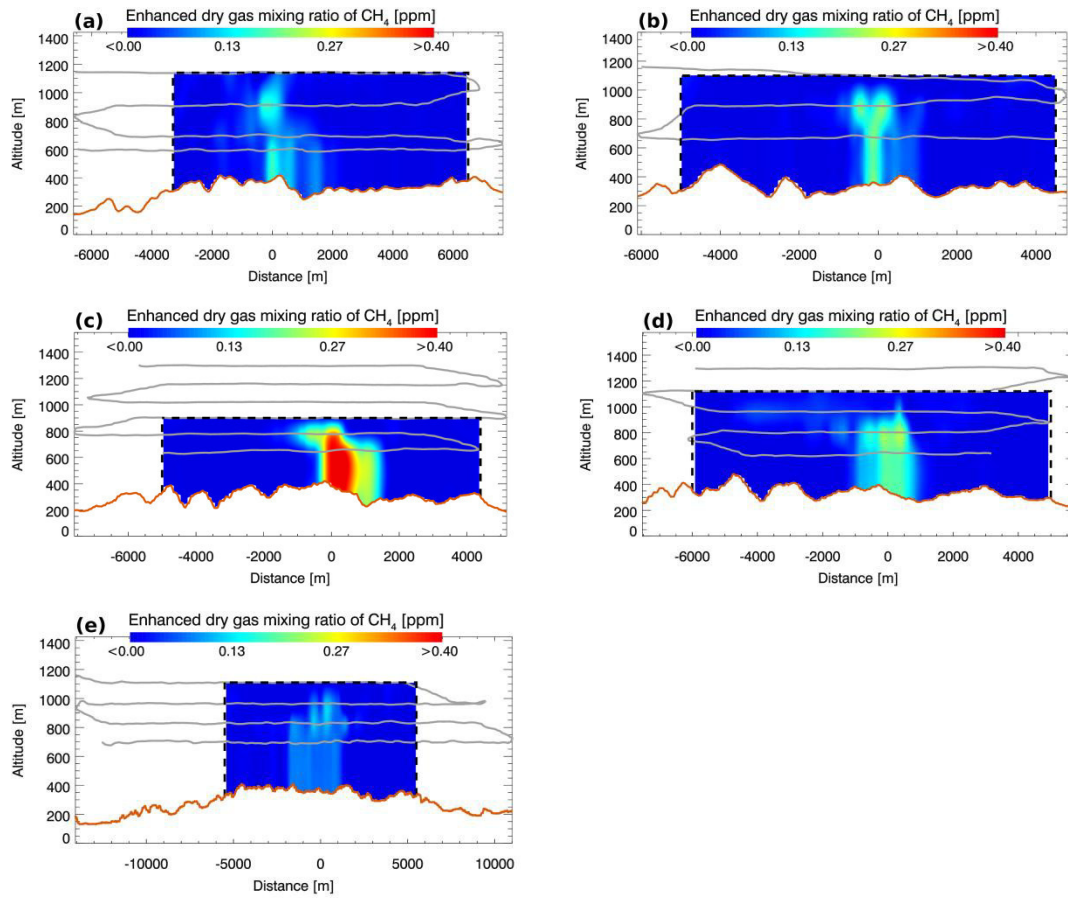 (a) Enhanced dry gas mixing ratio of CH₄ [ppm]
<0.00 0.13 0.27 >0.40
1400
1200
1000
800
600
400
200
0
Altitude [m]
-6000 -4000 -2000 0 2000 4000 6000
Distance [m]
(b) Enhanced dry gas mixing ratio of CH₄ [ppm]
<0.00 0.13 0.27 >0.40
1400
1200
1000
800
600
400
200
0
Altitude [m]
-6000 -4000 -2000 0 2000 4000
Distance [m]
(c) Enhanced dry gas mixing ratio of CH₄ [ppm]
<0.00 0.13 0.27 >0.40
1400
1200
1000
800
600
400
200
0
Altitude [m]
-6000 -4000 -2000 0 2000 4000
Distance [m]
(d) Enhanced dry gas mixing ratio of CH₄ [ppm]
<0.00 0.13 0.27 >0.40
1400
1200
1000
800
600
400
200
0
Altitude [m]
-6000 -4000 -2000 0 2000 4000
Distance [m]
(e) Enhanced dry gas mixing ratio of CH₄ [ppm]
<0.00 0.13 0.27 >0.40
1400
1200
1000
800
600
400
200
0
Altitude [m]
-10000 -5000 0 5000 10000
Distance [m]